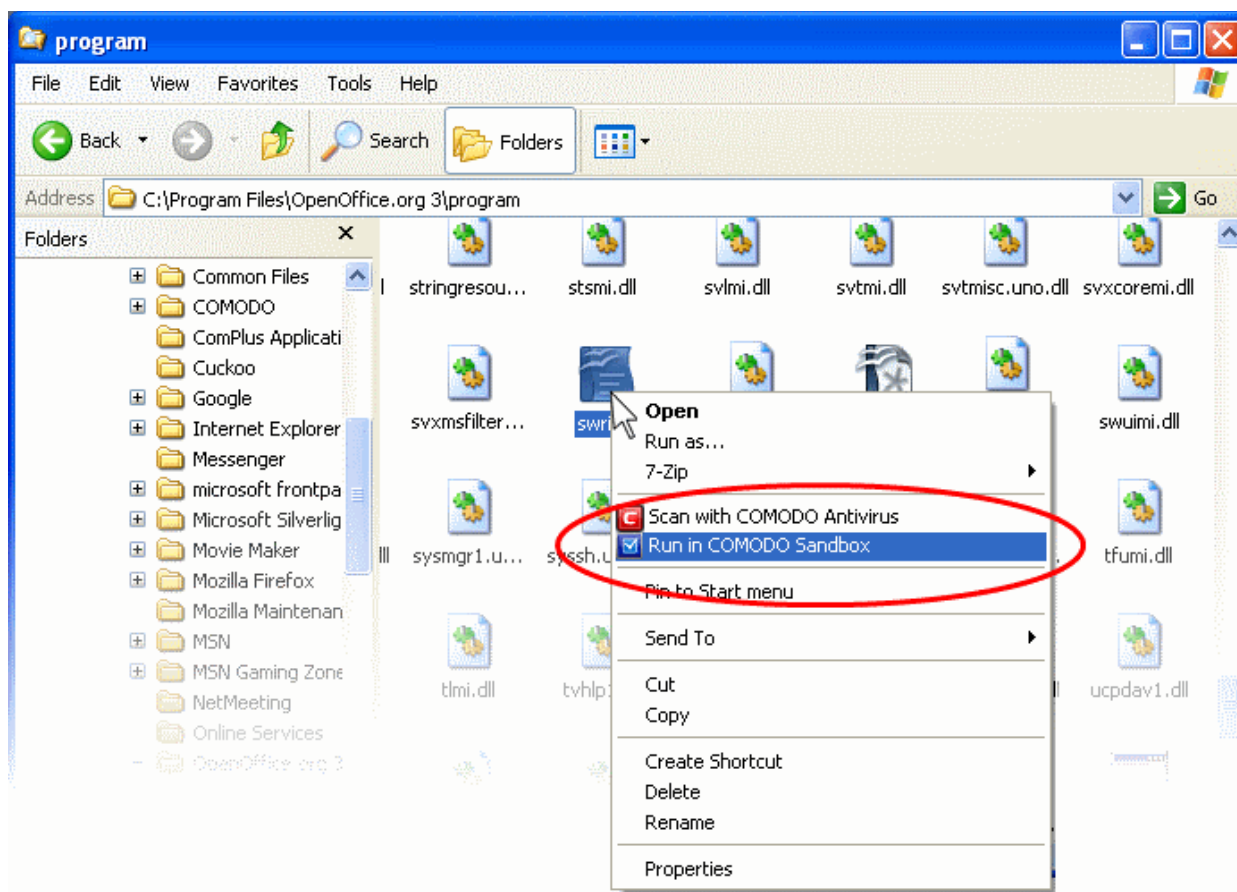 program
File Edit View Favorites Tools Help
Back Search Folders
Address C:\Program Files\OpenOffice.org 3\program Go
Folders
Common Files
COMODO
ComPlus Applicati
Cuckoo
Google
Internet Explorer
Messenger
microsoft frontpa
Microsoft Silverlig
Movie Maker
Mozilla Firefox
Mozilla Maintenan
MSN
MSN Gaming Zone
NetMeeting
Online Services
OpenOffice.org 3
stringresou... stsmi.dll svlmi.dll svtmi.dll svtmisc.uno.dll svxcoremi.dll
svxmsfilter... swri swuimi.dll
sysmgr1.u... syssh.u tfumi.dll
tlmi.dll tvhlp ucpdav1.dll
Open
Run as...
7-Zip
Scan with COMODO Antivirus
Run in COMODO Sandbox
Pin to Start menu
Send To
Cut
Copy
Create Shortcut
Delete
Rename
Properties